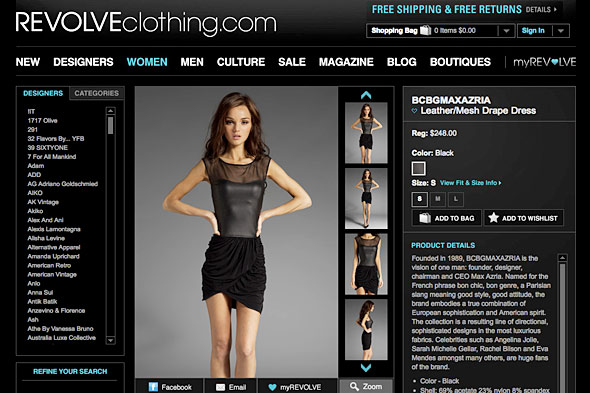 REVOLVEclothing.com
FREE SHIPPING & FREE RETURNS DETAILS
Shopping Bag 0 Items $0.00
Sign in
NEW DESIGNERS WOMEN MEN CULTURE SALE MAGAZINE BLOG BOUTIQUES myREVOLVE
DESIGNERS CATEGORIES
!IT
1717 Olive
291
32 Flavors By... YFB
39 SIXTYONE
7 For All Mankind
Adam
ADD
AG Adriano Goldschmied
AIKO
AK Vintage
Akiko
Alex And Ani
Alexis Lemontagna
Alisha Levine
Alternative Apparel
Amanda Uprichard
American Retro
American Vintage
Anlo
Anna Sui
Antik Batik
Anzevino & Florence
Ash
Athe By Vanessa Bruno
Australia Luxe Collective
REFINE YOUR SEARCH
Facebook
Email
myREVOLVE
Zoom
BCBGMAXAZRIA
Leather/Mesh Drape Dress
Reg: $248.00
Color: Black
Size: S View Fit & Size Info
S M L
ADD TO BAG ADD TO WISHLIST
PRODUCT DETAILS
Founded in 1989, BCBGMAXAZRIA is the
vision of one man: founder, designer,
chairman and CEO Max Azria. Named for the
French phrase bon chic, bon genre, a Parisian
slang meaning good style, good attitude, the
brand embodies a true combination of
European sophistication and American spirit.
The collection is a resulting line of directional,
sophisticated designs in the most luxurious
fabrics. Celebrities such as Angelina Jolie,
Sarah Michelle Gellar, Rachel Bilson and Eva
Mendes amongst many others, are huge fans
of the brand.
• Color - Black
• Shell: 69% acetate 23% nylon 8% spandex